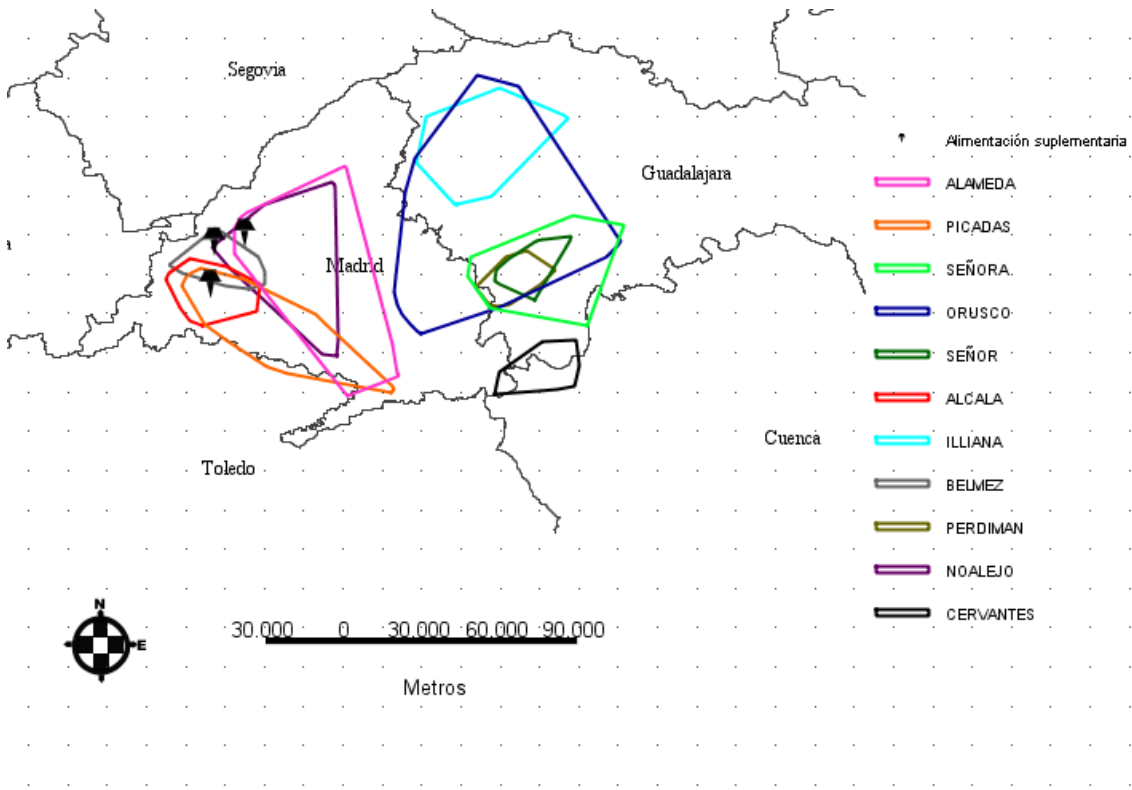 Segovia
Guadalajara
a
Madrid
Cuenca
Toledo
Alimentación suplementaria
ALAMEDA
PICADAS
SEÑORA
ORUSCO
SEÑOR
ALCALA
ILLIANA
BELMEZ
PERDIMAN
NOALEJO
CERVANTES
N
E
30.000 0 30.000 60.000 90.000
Metros